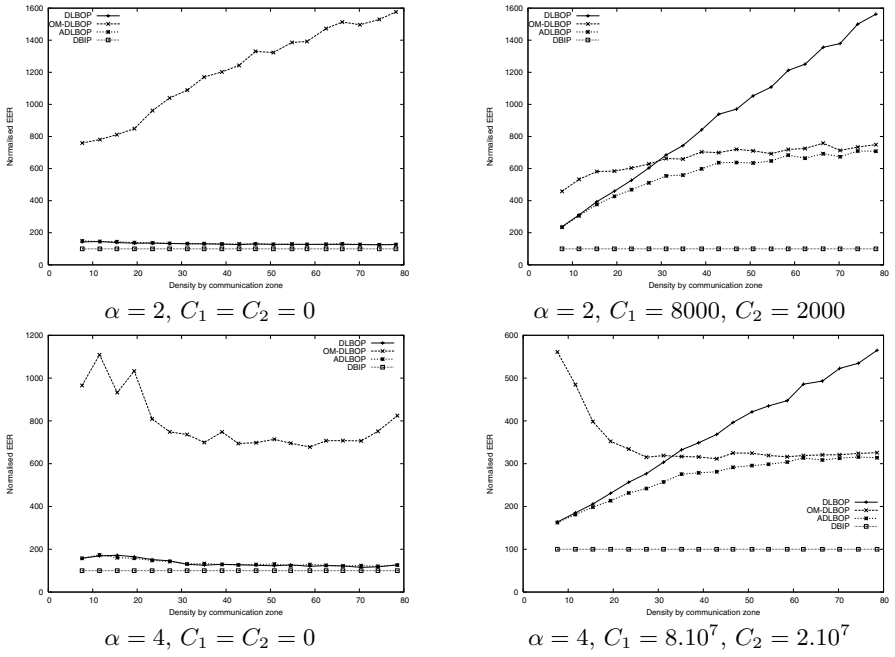 1600
1400
1200
1000
800
600
400
200
0
Normalised EER
DLBOP
OM-DLBOP
ADLBOP
DBIP
0 10 20 30 40 50 60 70 80
Density by communication zone
α = 2, C₁ = C₂ = 0
1600
1400
1200
1000
800
600
400
200
0
Normalised EER
DLBOP
OM-DLBOP
ADLBOP
DBIP
0 10 20 30 40 50 60 70 80
Density by communication zone
α = 2, C₁ = 8000, C₂ = 2000
1200
1000
800
600
400
200
0
Normalised EER
DLBOP
OM-DLBOP
ADLBOP
DBIP
0 10 20 30 40 50 60 70 80
Density by communication zone
α = 4, C₁ = C₂ = 0
600
500
400
300
200
100
0
Normalised EER
DLBOP
OM-DLBOP
ADLBOP
DBIP
0 10 20 30 40 50 60 70 80
Density by communication zone
α = 4, C₁ = 8.10⁷, C₂ = 2.10⁷